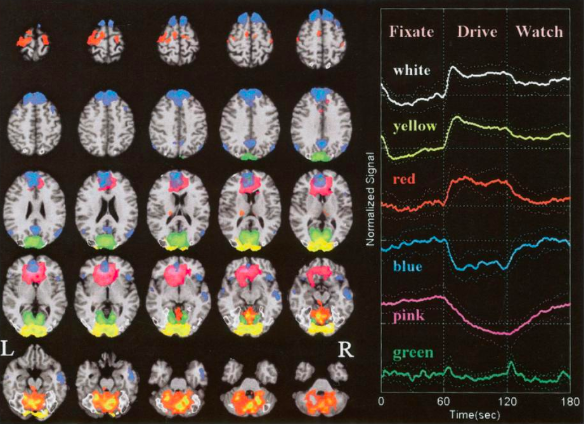 Fixate Drive Watch
white
yellow
red
blue
pink
green
Normalized Signal
L
R
0 60 120 180
Time(sec)